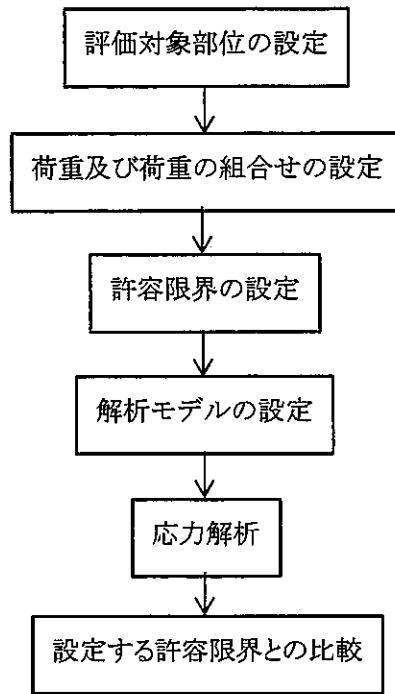 評価対象部位の設定
荷重及び荷重の組合せの設定
許容限界の設定
解析モデルの設定
応力解析
設定する許容限界との比較